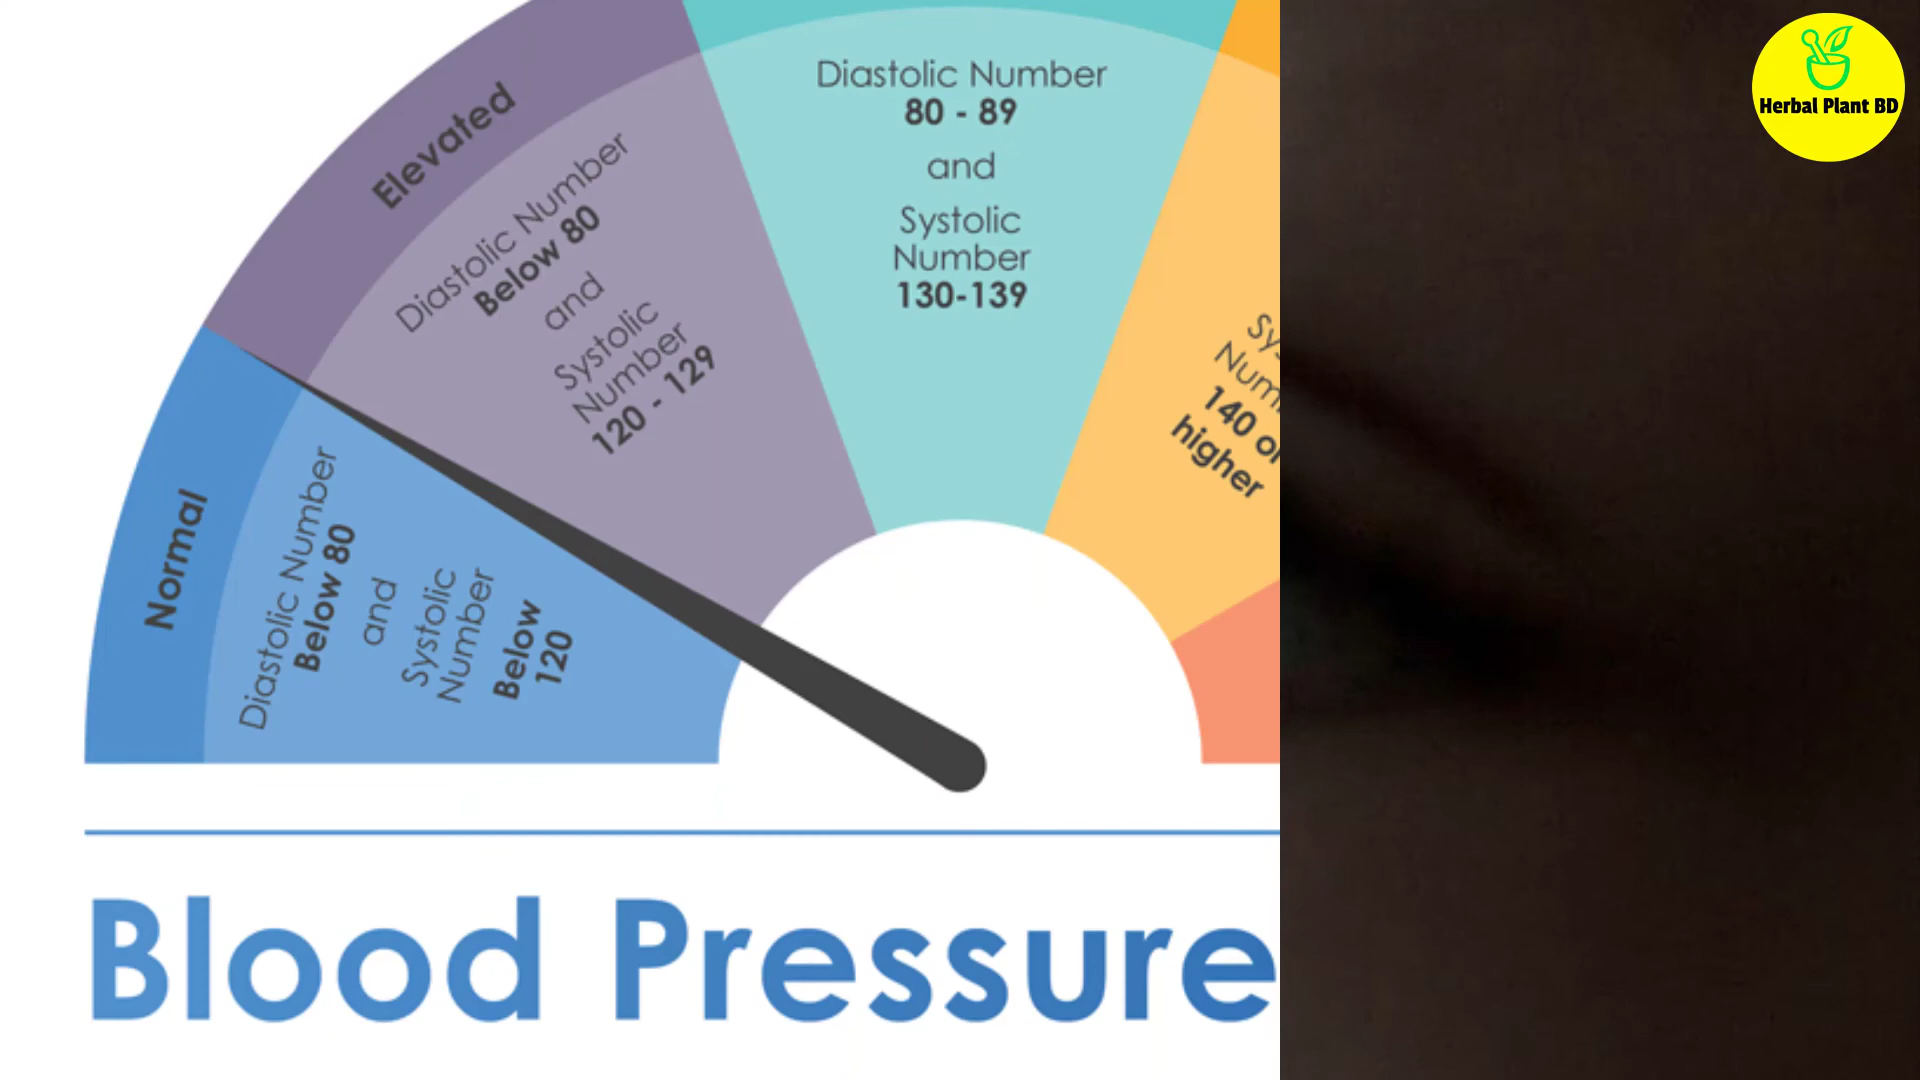 Normal
Diastolic Number
Below 80
and
Systolic
Number
Below
120
Elevated
Diastolic Number
Below 80
and
Systolic
Number
120 - 129
Diastolic Number
80 - 89
and
Systolic
Number
130-139
140
higher
Blood Pressure
Herbal Plant BD